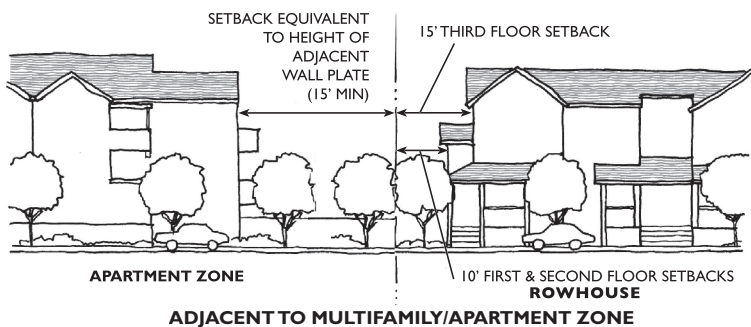 SETBACK EQUIVALENT
TO HEIGHT OF
ADJACENT
WALL PLATE
(15' MIN)
15' THIRD FLOOR SETBACK
APARTMENT ZONE
10' FIRST & SECOND FLOOR SETBACKS
ROWHOUSE
ADJACENT TO MULTIFAMILY/APARTMENT ZONE